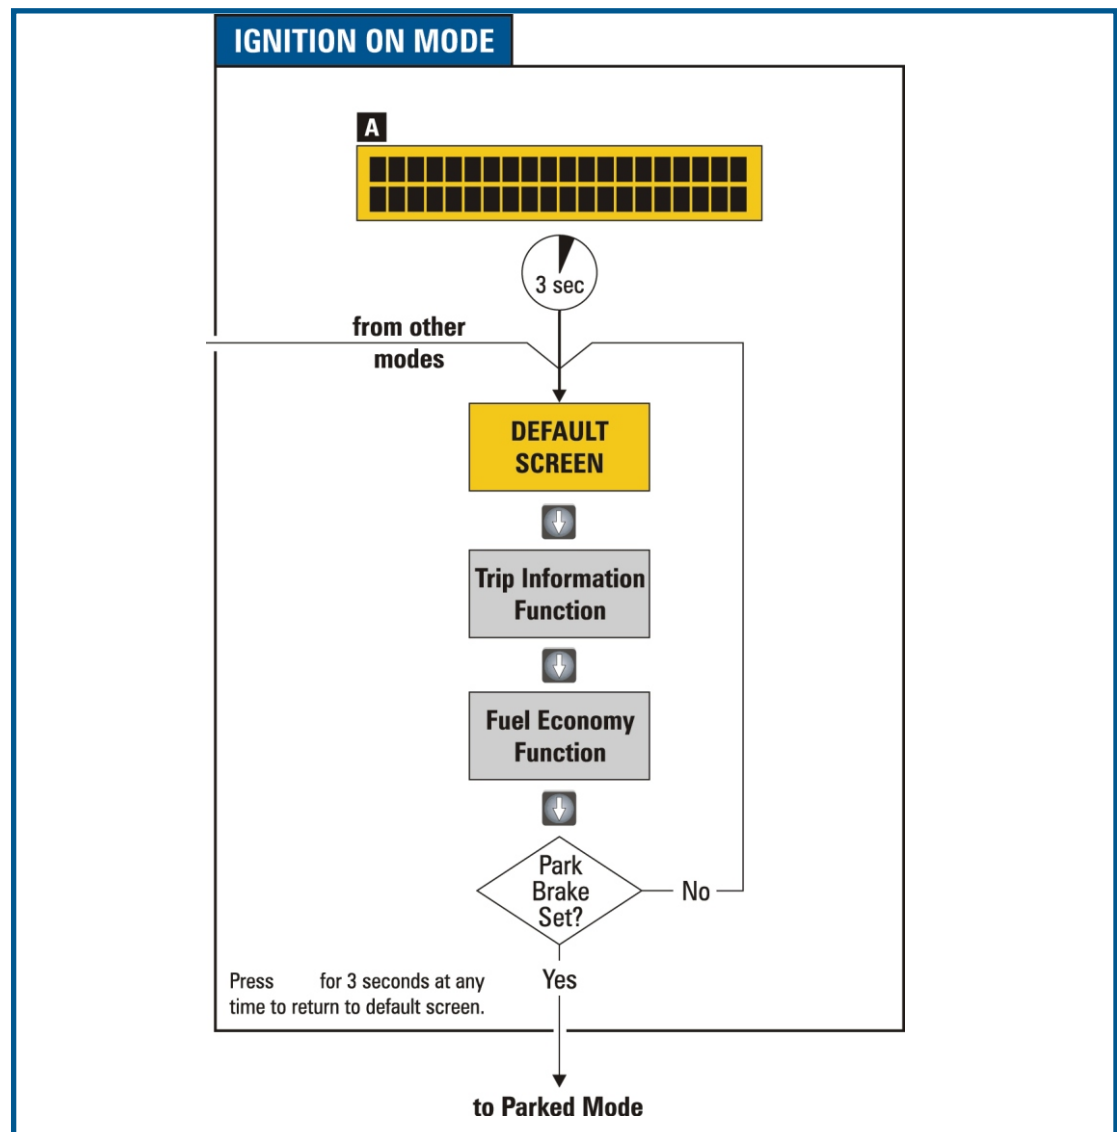 IGNITION ON MODE
A
3 sec
from other
modes
DEFAULT
SCREEN
Trip Information
Function
Fuel Economy
Function
Park
Brake
Set?
No
Yes
Press for 3 seconds at any
time to return to default screen.
to Parked Mode